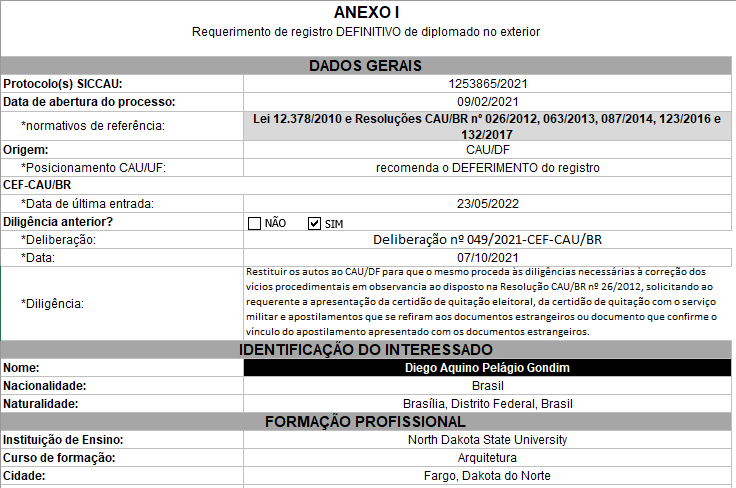 ANEXO I
Requerimento de registro DEFINITIVO de diplomado no exterior
DADOS GERAIS
Protocolo(s) SICCAU: 1253865/2021
Data de abertura do processo: 09/02/2021
*normativos de referência: Lei 12.378/2010 e Resoluções CAU/BR nº 026/2012, 063/2013, 087/2014, 123/2016 e
132/2017
Origem: CAU/DF
*Posicionamento CAU/UF: recomenda o DEFERIMENTO do registro
CEF-CAU/BR
*Data de última entrada: 23/05/2022
Diligência anterior? NÃO SIM
*Deliberação: Deliberação nº 049/2021-CEF-CAU/BR
*Data: 07/10/2021
*Diligência: Restituir os autos ao CAU/DF para que o mesmo proceda às diligências necessárias à correção dos
vícios procedimentais em observancia ao disposto na Resolução CAU/BR nº 26/2012, solicitando ao
requerente a apresentação da certidão de quitação eleitoral, da certidão de quitação com o serviço
militar e apostilamentos que se refiram aos documentos estrangeiros ou documento que confirme o
vínculo do apostilamento apresentado com os documentos estrangeiros.
IDENTIFICAÇÃO DO INTERESSADO
Nome: Diego Aquino Pelágio Gondim
Nacionalidade: Brasil
Naturalidade: Brasília, Distrito Federal, Brasil
FORMAÇÃO PROFISSIONAL
Instituição de Ensino: North Dakota State University
Curso de formação: Arquitetura
Cidade: Fargo, Dakota do Norte